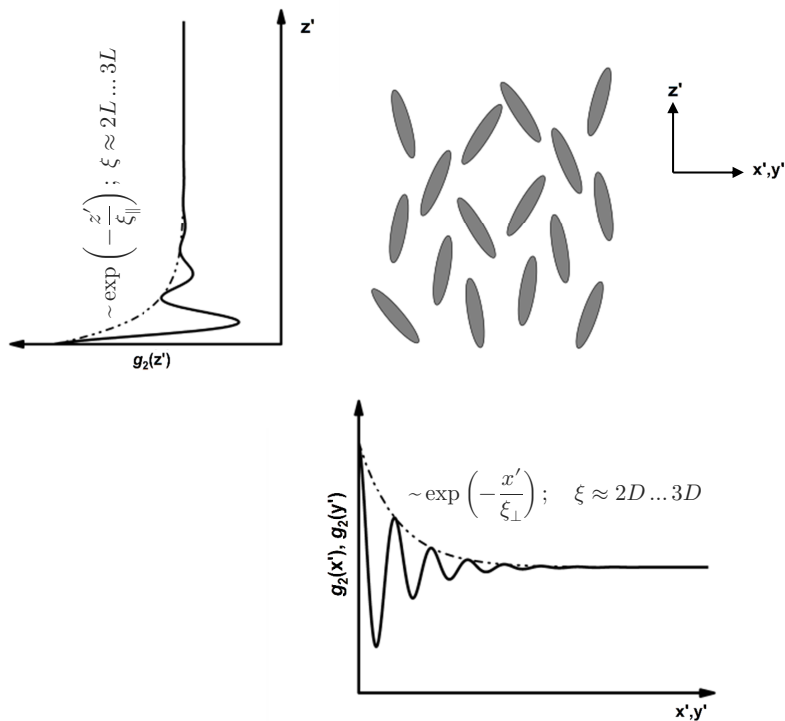 z'
~exp(−z'/ξ∥) ; ξ ≈ 2L…3L
g₂(z')
z'
x',y'
g₂(x'), g₂(y')
~exp(−x'/ξ⊥) ; ξ ≈ 2D…3D
x',y'